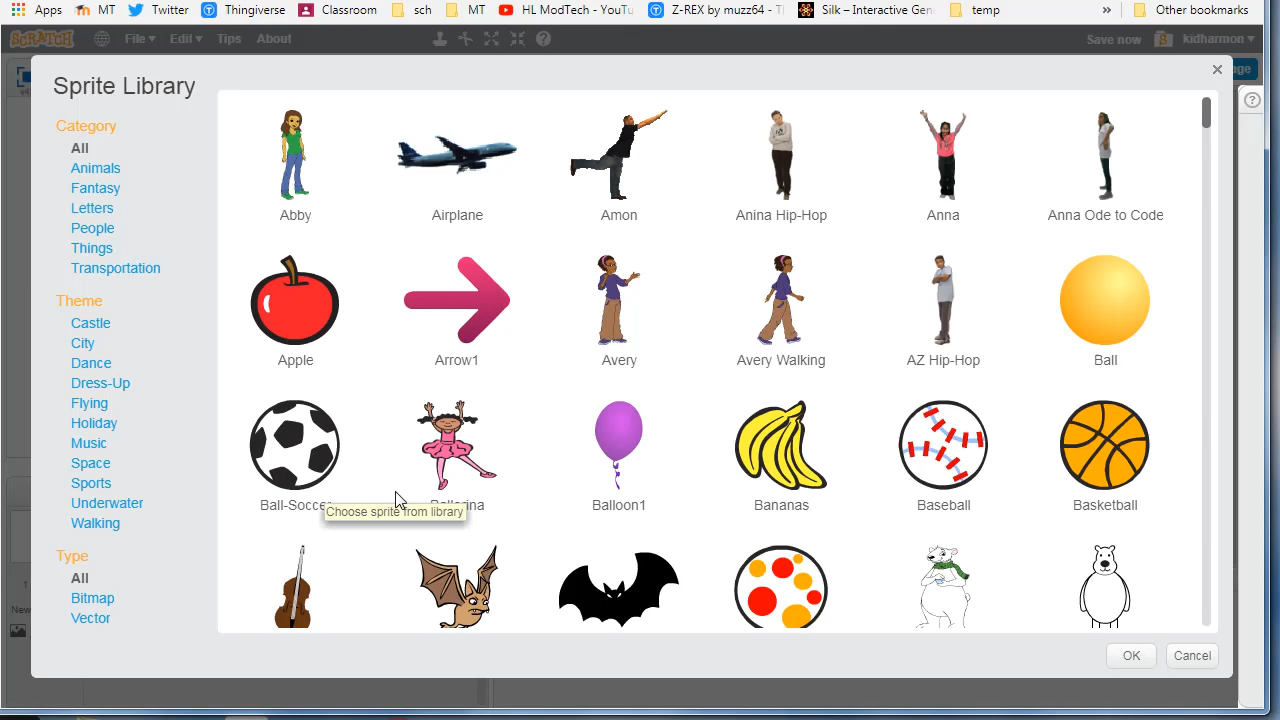 Apps MT Twitter Thingiverse Classroom sch MT HL ModTech - YouTu Z-REX by muzz64 - T Silk – Interactive Gen temp » Other bookmarks
SCRATCH File Edit Tips About Save now kidharmon
Sprite Library
Category
All
Animals
Fantasy
Letters
People
Things
Transportation
Theme
Castle
City
Dance
Dress-Up
Flying
Holiday
Music
Space
Sports
Underwater
Walking
Type
All
Bitmap
Vector
Abby Airplane Amon Anina Hip-Hop Anna Anna Ode to Code
Apple Arrow1 Avery Avery Walking AZ Hip-Hop Ball
Ball-Soccer Ballerina Balloon1 Bananas Baseball Basketball
Choose sprite from library
OK Cancel
New